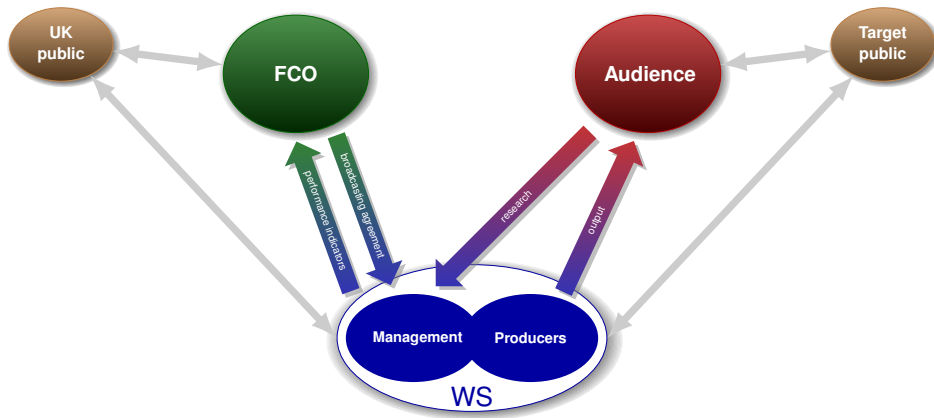 UK
public
FCO
Audience
Target
public
performance indicators
broadcasting agreement
research
output
Management
Producers
WS